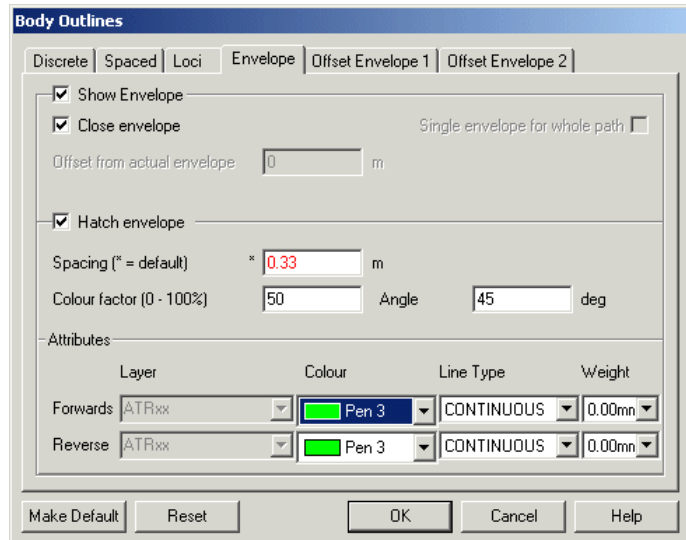 Body Outlines
Discrete Spaced Loci Envelope Offset Envelope 1 Offset Envelope 2
Show Envelope
Close envelope Single envelope for whole path
Offset from actual envelope 0 m
Hatch envelope
Spacing (* = default) * 0.33 m
Colour factor (0 - 100%) 50 Angle 45 deg
Attributes
Layer Colour Line Type Weight
Forwards ATRxx Pen 3 CONTINUOUS 0.00mn
Reverse ATRxx Pen 3 CONTINUOUS 0.00mn
Make Default Reset OK Cancel Help